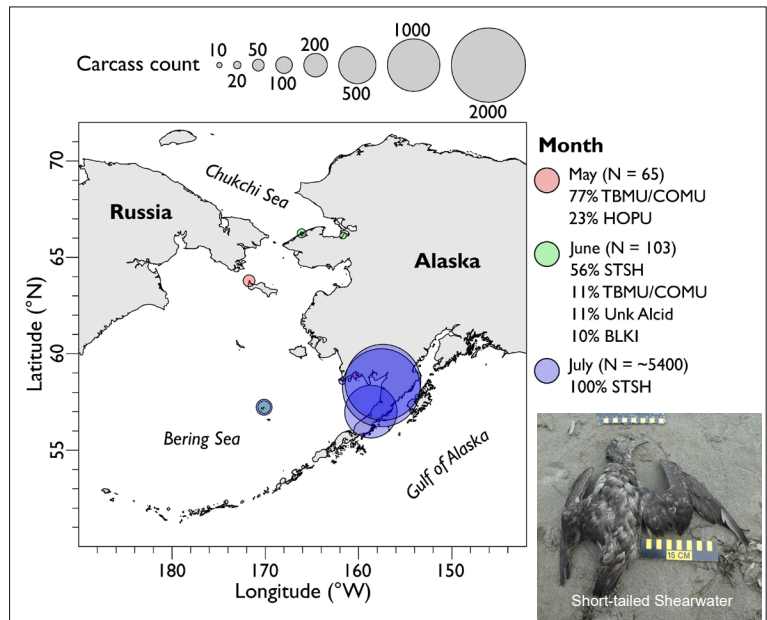 Carcass count
10
20
50
100
200
500
1000
2000
70
65
60
55
Latitude (°N)
Chukchi Sea
Russia
Alaska
Bering Sea
Gulf of Alaska
180
170
160
150
Longitude (°W)
Month
May (N = 65)
77% TBMU/COMU
23% HOPU
June (N = 103)
56% STSH
11% TBMU/COMU
11% Unk Alcid
10% BLKI
July (N = ~5400)
100% STSH
15 CM
Short-tailed Shearwater